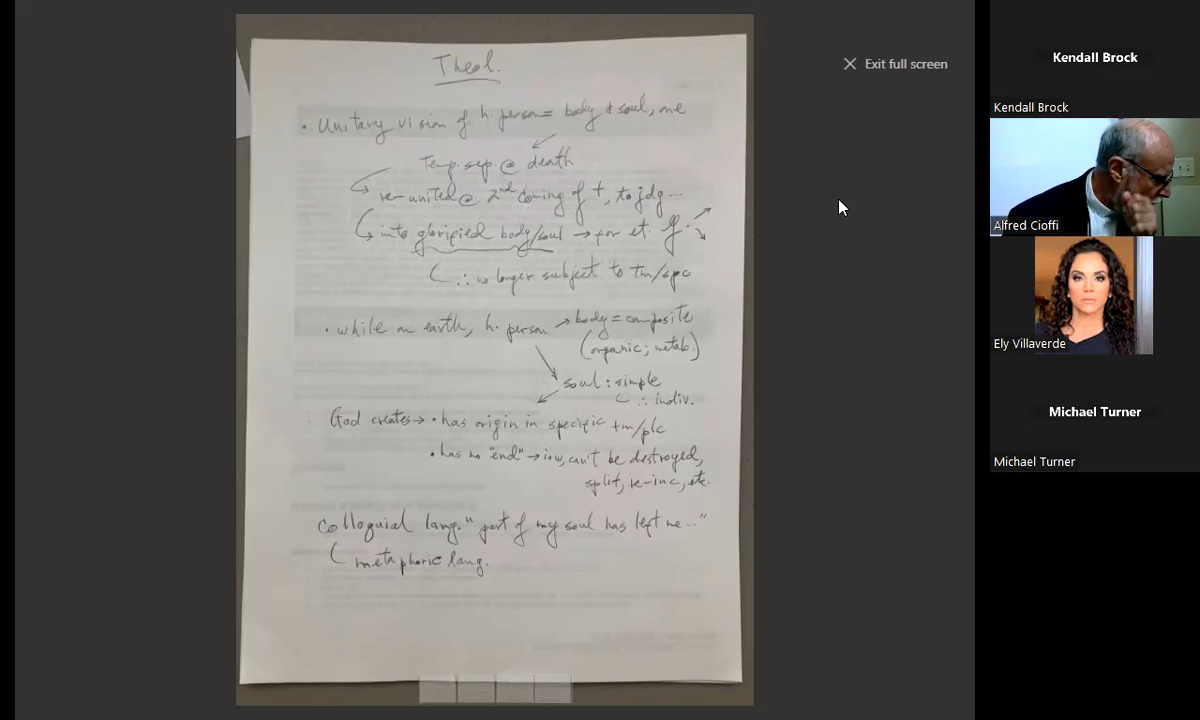 Theol.
• Unitary vision of h. person = body & soul, one
Temp. sep. @ death
re-united @ 2nd coming of †, to jdg...
into glorified body/soul → for et.
∴ no longer subject to tm/spc
• while on earth, h. person → body = composite
(organic; metab.)
soul: simple
∴ indiv.
God creates → • has origin in specific tm/plc
• has no "end" → iow, can't be destroyed,
split, re-inc, etc.
Colloquial lang. "part of my soul has left me..."
metaphoric lang.
Exit full screen
Kendall Brock
Kendall Brock
Alfred Cioffi
Ely Villaverde
Michael Turner
Michael Turner